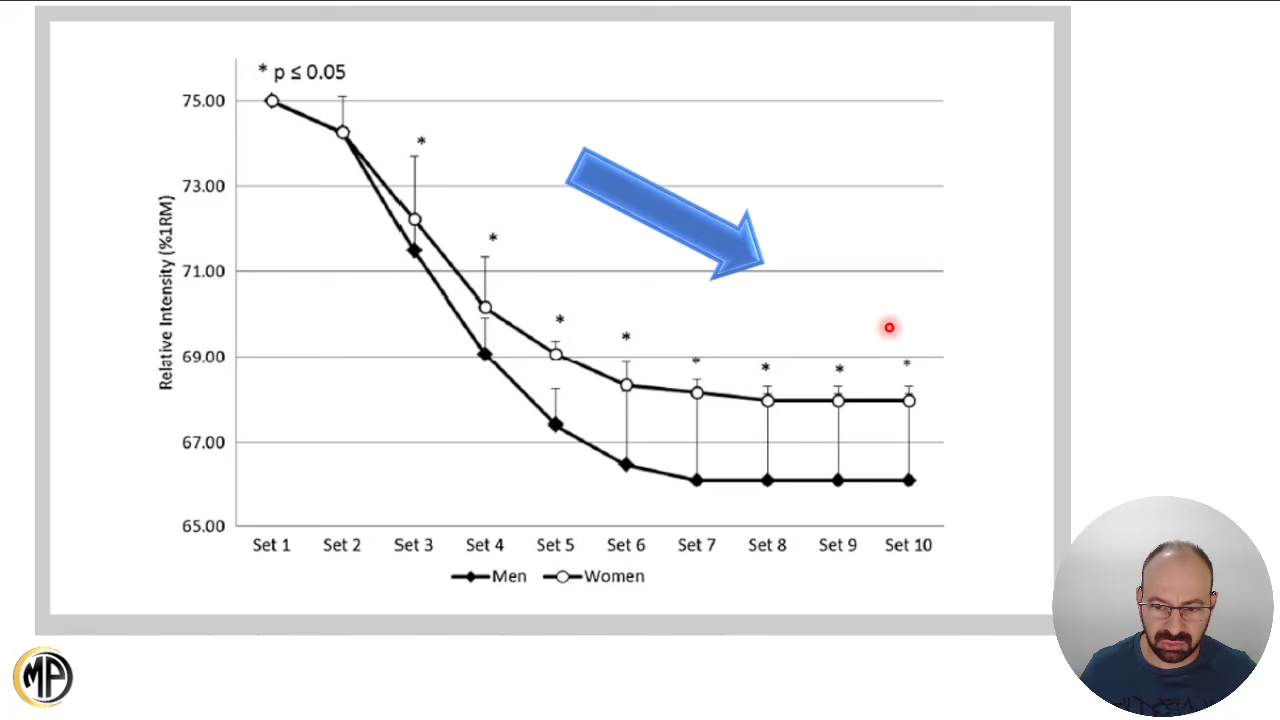 * p ≤ 0.05
75.00
73.00
71.00
69.00
67.00
65.00
Relative Intensity (%1RM)
*
*
*
*
*
*
*
*
Set 1 Set 2 Set 3 Set 4 Set 5 Set 6 Set 7 Set 8 Set 9 Set 10
Men Women
MP